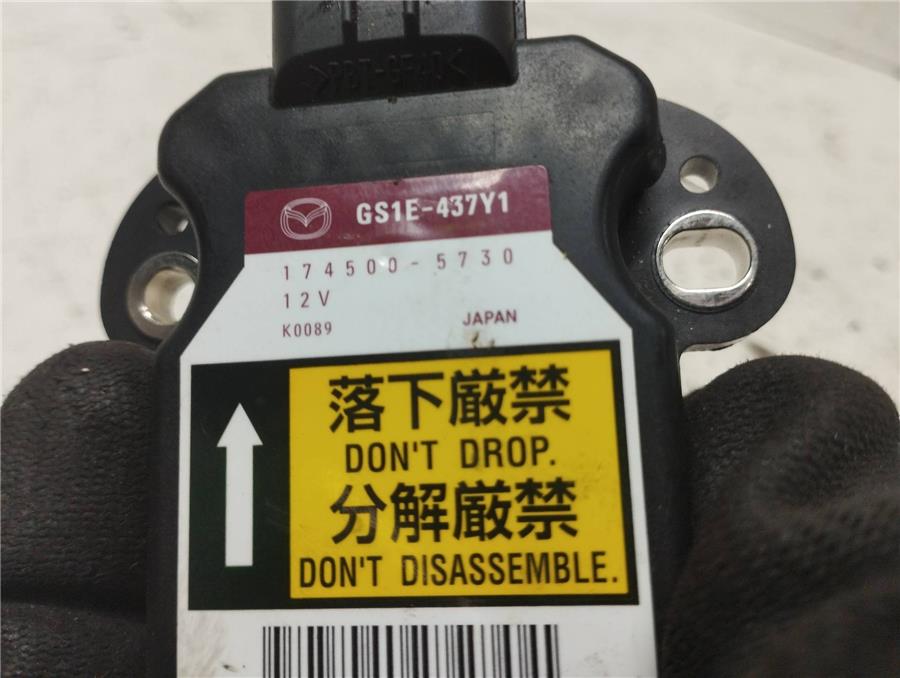 GS1E-437Y1
174500-5730
12V
K0089
JAPAN
落下厳禁
DON'T DROP.
分解厳禁
DON'T DISASSEMBLE.